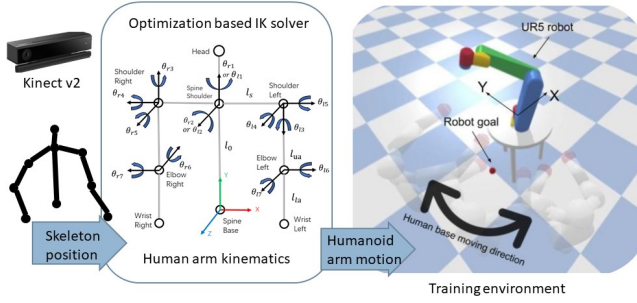 Optimization based IK solver
Kinect v2
Head
θr1
or θl1
θr3
Shoulder
Right
Spine
Shoulder
Shoulder
Left
θr4
θr5
θr2
or θl2
ls
θl5
θl4
θl3
l0
lua
θr7
θr6
Elbow
Right
Elbow
Left
θl6
θl7
lla
Y
X
Z
Wrist
Right
Spine
Base
Wrist
Left
Human arm kinematics
Skeleton
position
Humanoid
arm motion
UR5 robot
Y
X
Robot goal
Human base moving direction
Training environment